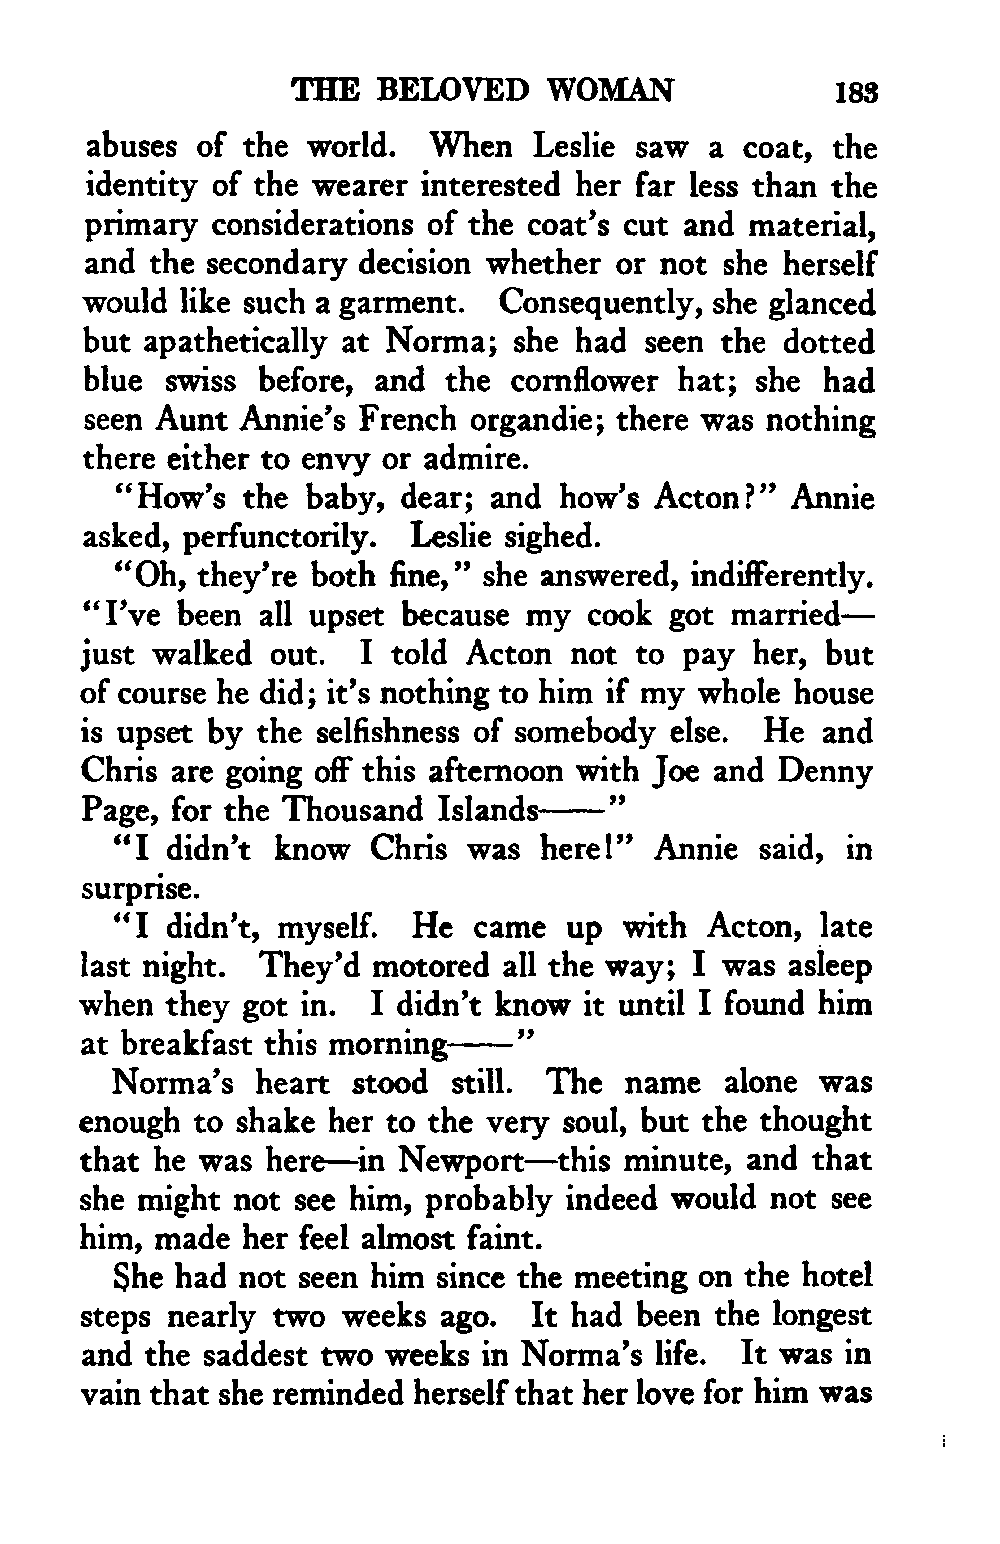 THE BELOVED WOMAN 183
abuses of the world. When Leslie saw a coat, the
identity of the wearer interested her far less than the
primary considerations of the coat's cut and material,
and the secondary decision whether or not she herself
would like such a garment. Consequently, she glanced
but apathetically at Norma; she had seen the dotted
blue swiss before, and the cornflower hat; she had
seen Aunt Annie's French organdie; there was nothing
there either to envy or admire.
"How's the baby, dear; and how's Acton?" Annie
asked, perfunctorily. Leslie sighed.
"Oh, they're both fine," she answered, indifferently.
"I've been all upset because my cook got married—
just walked out. I told Acton not to pay her, but
of course he did; it's nothing to him if my whole house
is upset by the selfishness of somebody else. He and
Chris are going off this afternoon with Joe and Denny
Page, for the Thousand Islands——"
"I didn't know Chris was here!" Annie said, in
surprise.
"I didn't, myself. He came up with Acton, late
last night. They'd motored all the way; I was asleep
when they got in. I didn't know it until I found him
at breakfast this morning——"
Norma's heart stood still. The name alone was
enough to shake her to the very soul, but the thought
that he was here—in Newport—this minute, and that
she might not see him, probably indeed would not see
him, made her feel almost faint.
She had not seen him since the meeting on the hotel
steps nearly two weeks ago. It had been the longest
and the saddest two weeks in Norma's life. It was in
vain that she reminded herself that her love for him was